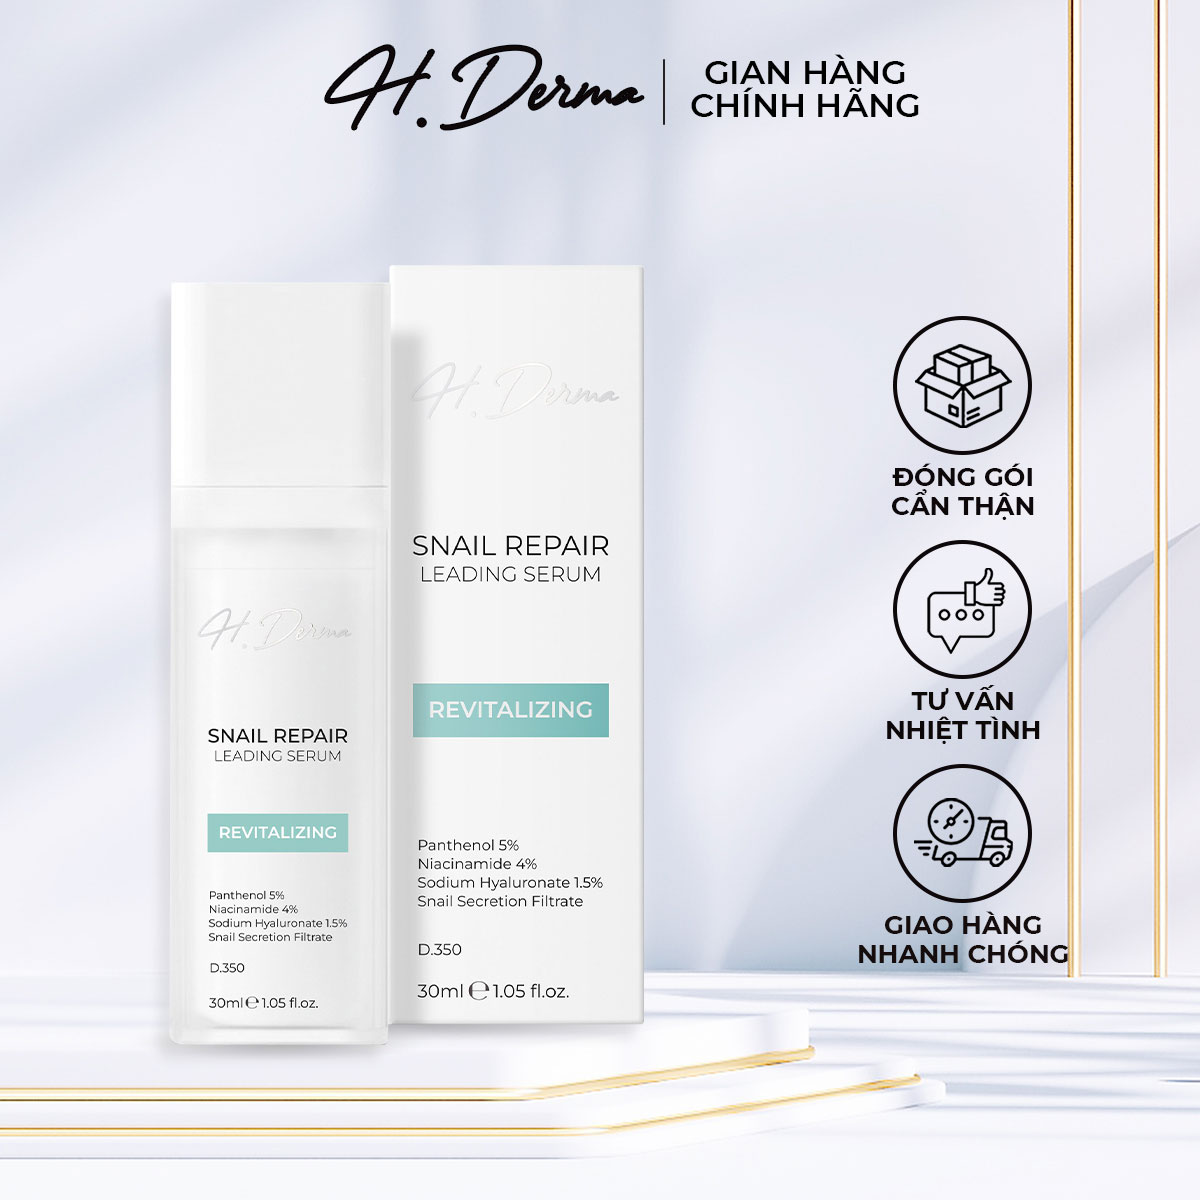 H. Derma
GIAN HÀNG
CHÍNH HÃNG
H. Derma
SNAIL REPAIR
LEADING SERUM
REVITALIZING
Panthenol 5%
Niacinamide 4%
Sodium Hyaluronate 1.5%
Snail Secretion Filtrate
D.350
30ml ℮ 1.05 fl.oz.
H. Derma
SNAIL REPAIR
LEADING SERUM
REVITALIZING
Panthenol 5%
Niacinamide 4%
Sodium Hyaluronate 1.5%
Snail Secretion Filtrate
D.350
30ml ℮ 1.05 fl.oz.
ĐÓNG GÓI
CẨN THẬN
TƯ VẤN
NHIỆT TÌNH
GIAO HÀNG
NHANH CHÓNG